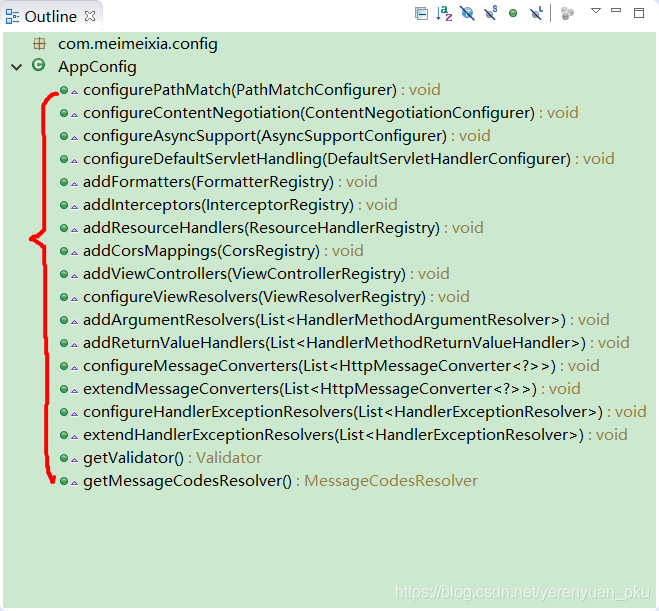 Outline
com.meimeixia.config
AppConfig
configurePathMatch(PathMatchConfigurer) : void
configureContentNegotiation(ContentNegotiationConfigurer) : void
configureAsyncSupport(AsyncSupportConfigurer) : void
configureDefaultServletHandling(DefaultServletHandlerConfigurer) : void
addFormatters(FormatterRegistry) : void
addInterceptors(InterceptorRegistry) : void
addResourceHandlers(ResourceHandlerRegistry) : void
addCorsMappings(CorsRegistry) : void
addViewControllers(ViewControllerRegistry) : void
configureViewResolvers(ViewResolverRegistry) : void
addArgumentResolvers(List<HandlerMethodArgumentResolver>) : void
addReturnValueHandlers(List<HandlerMethodReturnValueHandler>) : void
configureMessageConverters(List<HttpMessageConverter<?>>) : void
extendMessageConverters(List<HttpMessageConverter<?>>) : void
configureHandlerExceptionResolvers(List<HandlerExceptionResolver>) : void
extendHandlerExceptionResolvers(List<HandlerExceptionResolver>) : void
getValidator() : Validator
getMessageCodesResolver() : MessageCodesResolver
https://blog.csdn.net/yerenyuan_pku